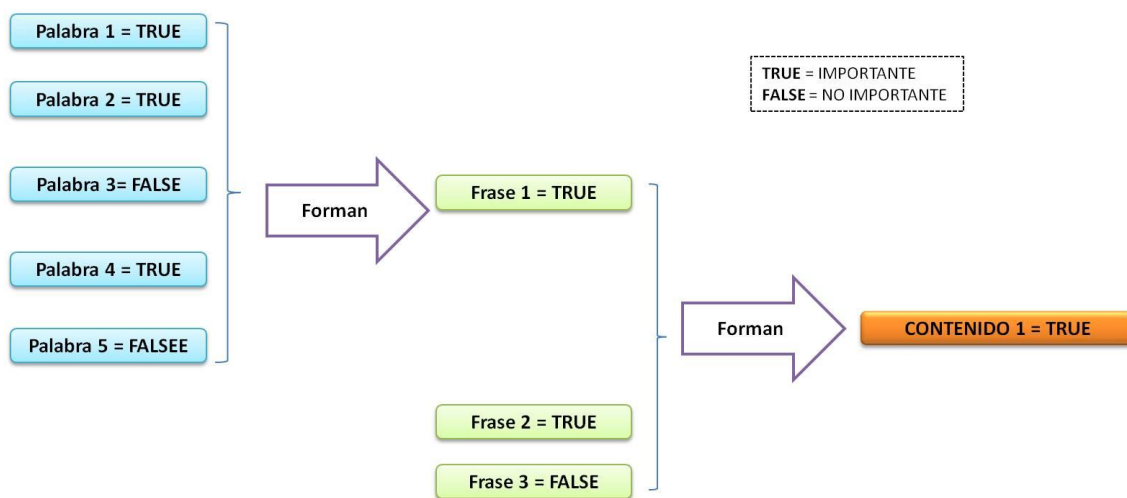 Palabra 1 = TRUE
Palabra 2 = TRUE
Palabra 3= FALSE
Palabra 4 = TRUE
Palabra 5 = FALSEE
Forman
Frase 1 = TRUE
Frase 2 = TRUE
Frase 3 = FALSE
TRUE = IMPORTANTE
FALSE = NO IMPORTANTE
Forman
CONTENIDO 1 = TRUE